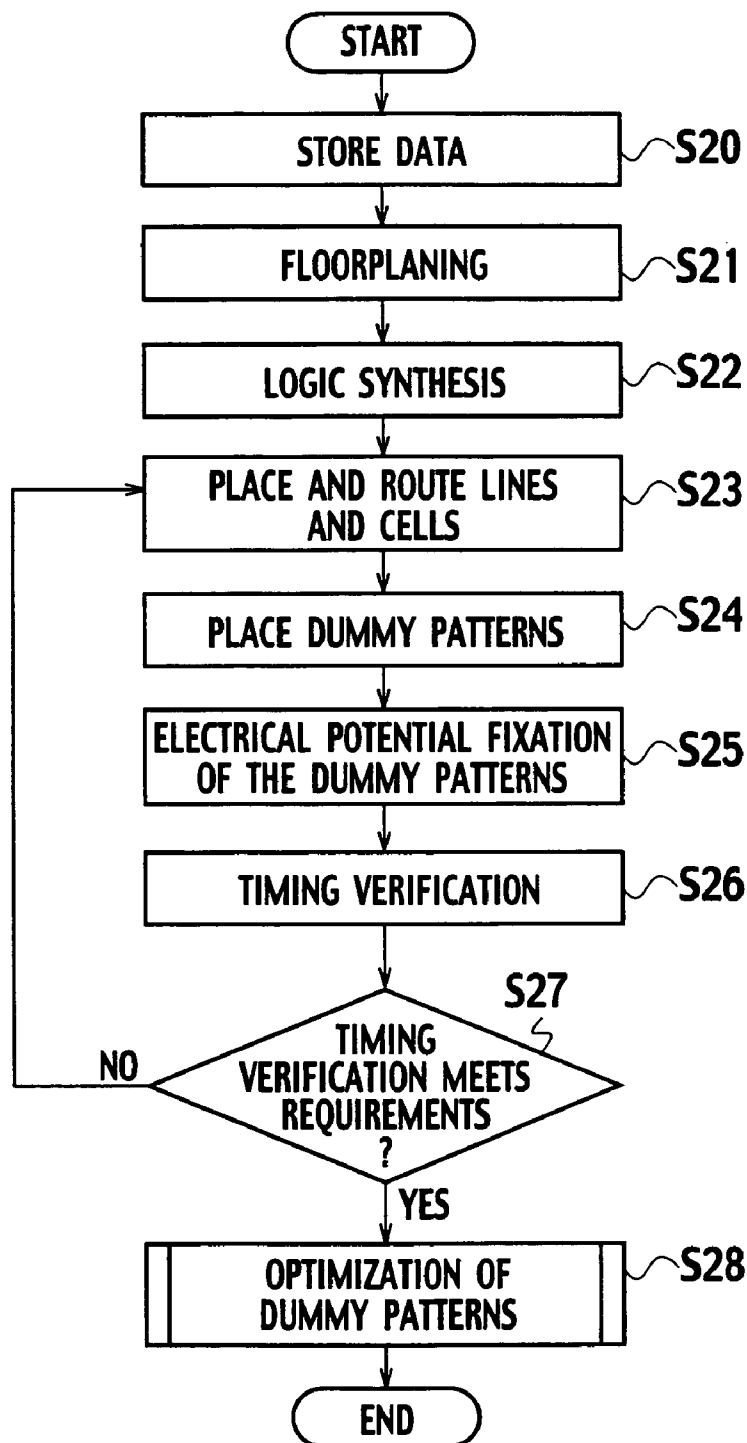 START
STORE DATA
S20
FLOORPLANING
S21
LOGIC SYNTHESIS
S22
PLACE AND ROUTE LINES
AND CELLS
S23
PLACE DUMMY PATTERNS
S24
ELECTRICAL POTENTIAL FIXATION
OF THE DUMMY PATTERNS
S25
TIMING VERIFICATION
S26
S27
TIMING
VERIFICATION MEETS
REQUIREMENTS
?
NO
YES
OPTIMIZATION OF
DUMMY PATTERNS
S28
END